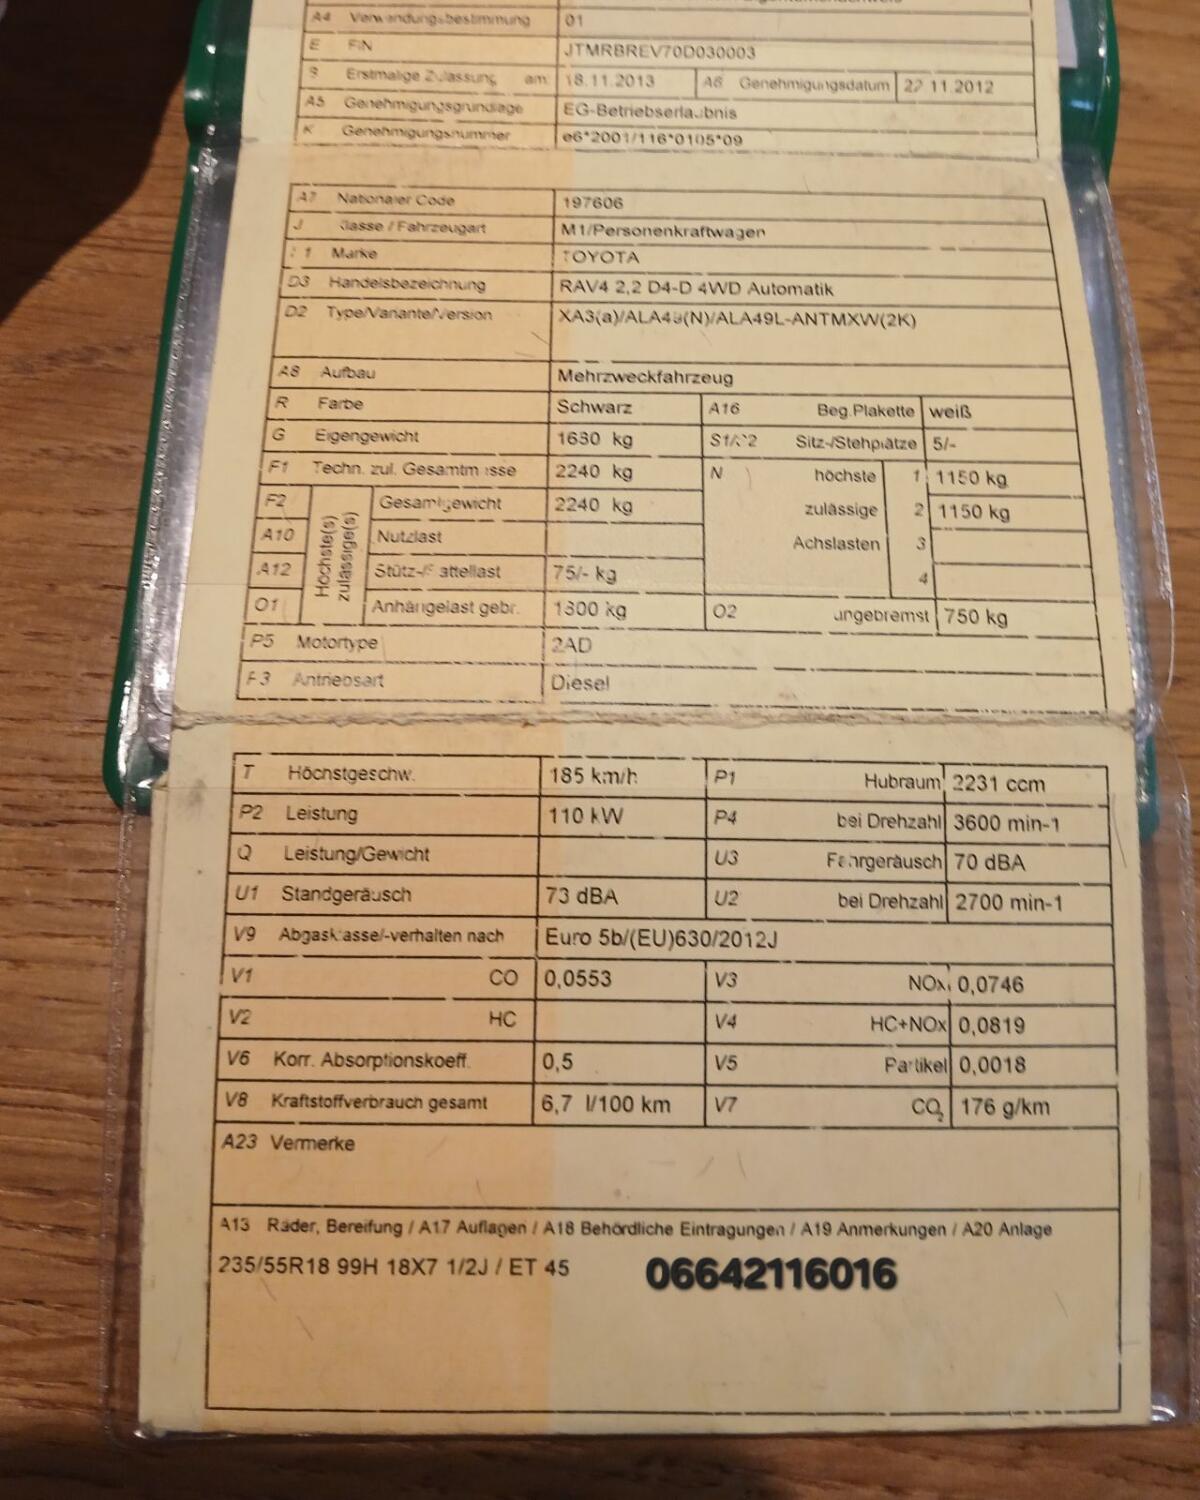 A4 Verwendungsbestimmung 01
E FIN JTMRBREV70D030003
Erstmalige Zulassung am 18.11.2013 A6 Genehmigungsdatum 22 11.2012
A5 Genehmigungsgrundlage EG-Betriebserlaubnis
K Genehmigungsnummer e6*2001/116*0105*09
A7 Nationaler Code 197606
J Klasse / Fahrzeugart M1/Personenkraftwagen
1 Marke TOYOTA
D3 Handelsbezeichnung RAV4 2,2 D4-D 4WD Automatik
D2 Type/Variante/Version XA3(a)/ALA49(N)/ALA49L-ANTMXW(2K)
A8 Aufbau Mehrzweckfahrzeug
R Farbe Schwarz A16 Beg.Plakette weiß
G Eigengewicht kg S1/S2 Sitz-/Stehplätze 5/-
F1 Techn. zul. Gesamtmasse 2240 kg N höchste 1 1150 kg
F2 Höchste(s) zulässige(s) Gesamtgewicht 2240 kg zulässige 2 1150 kg
A10 Nutzlast Achslasten 3
A12 Stütz-/Sattellast 75/- kg 4
O1 Anhängelast gebr. kg O2 ungebremst 750 kg
P5 Motortype 2AD
P3 Antriebsart Diesel
T Höchstgeschw. 185 km/h P1 Hubraum 2231 ccm
P2 Leistung 110 kW P4 bei Drehzahl 3600 min-1
Q Leistung/Gewicht U3 Fahrgeräusch 70 dBA
U1 Standgeräusch 73 dBA U2 bei Drehzahl 2700 min-1
V9 Abgasklasse/-verhalten nach Euro 5b/(EU)630/2012J
V1 CO 0,0553 V3 NOx 0,0746
V2 HC V4 HC+NOx 0,0819
V6 Korr. Absorptionskoeff. 0,5 V5 Partikel 0,0018
V8 Kraftstoffverbrauch gesamt 6,7 l/100 km V7 CO2 176 g/km
A23 Vermerke
A13 Räder, Bereifung / A17 Auflagen / A18 Behördliche Eintragungen / A19 Anmerkungen / A20 Anlage
235/55R18 99H 18X7 1/2J / ET 45 06642116016